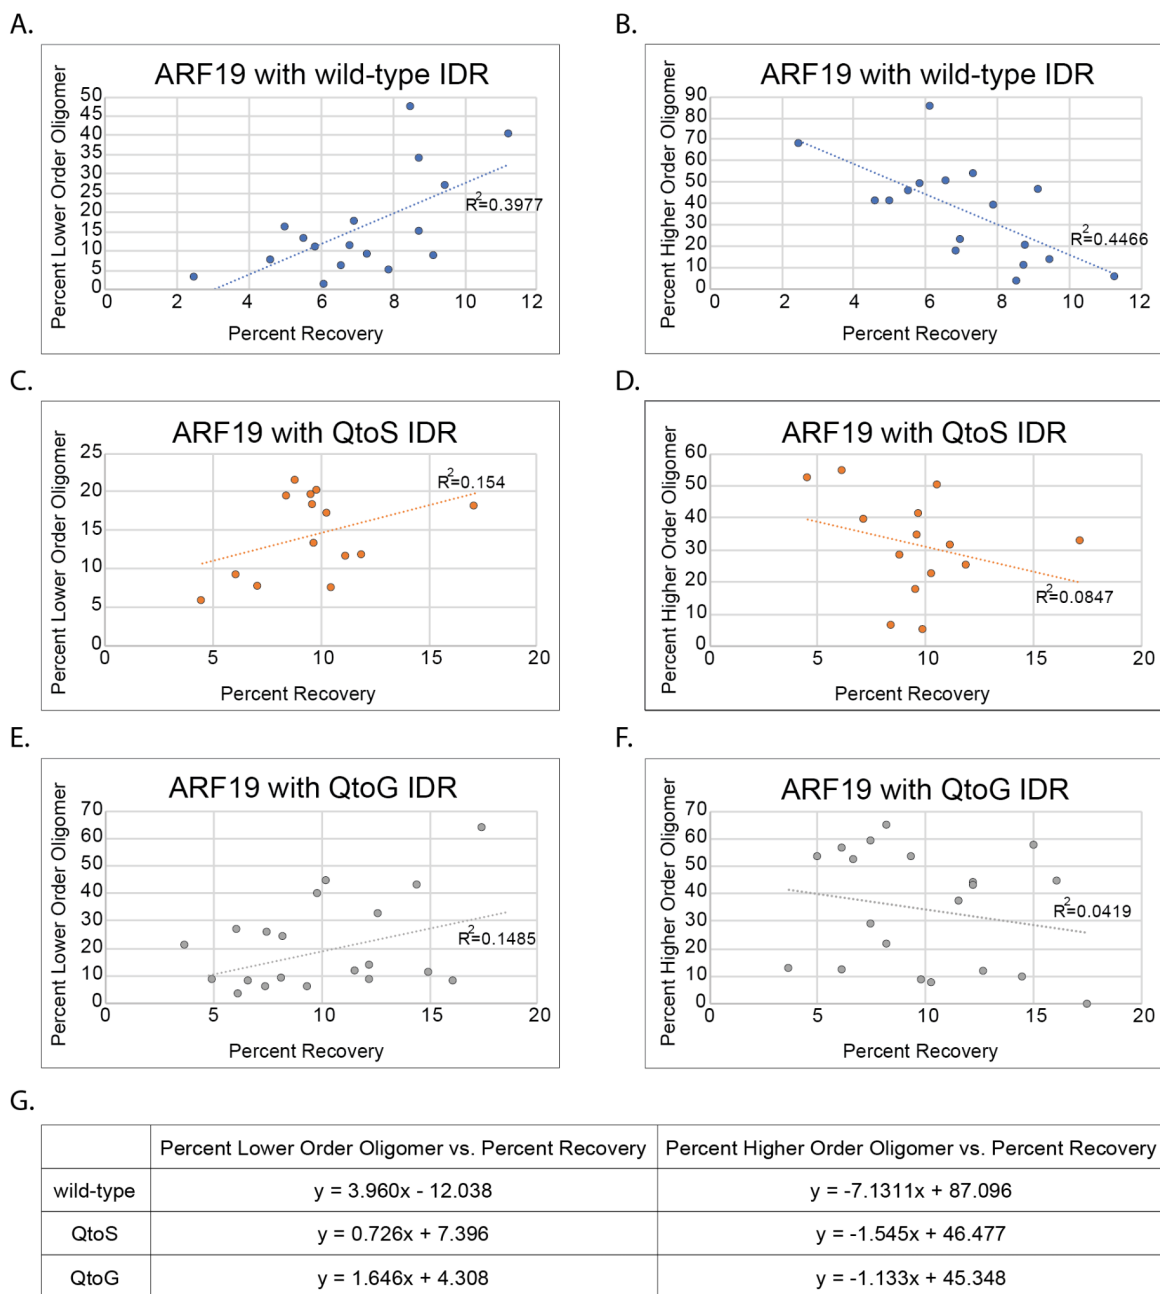 A.
ARF19 with wild-type IDR
Percent Lower Order Oligomer
50
45
40
35
30
25
20
15
10
5
0
R²=0.3977
0 2 4 6 8 10 12
Percent Recovery
B.
ARF19 with wild-type IDR
Percent Higher Order Oligomer
90
80
70
60
50
40
30
20
10
0
R²=0.4466
0 2 4 6 8 10 12
Percent Recovery
C.
ARF19 with QtoS IDR
Percent Lower Order Oligomer
25
20
15
10
5
0
R²=0.154
0 5 10 15 20
Percent Recovery
D.
ARF19 with QtoS IDR
Percent Higher Order Oligomer
60
50
40
30
20
10
0
R²=0.0847
0 5 10 15 20
Percent Recovery
E.
ARF19 with QtoG IDR
Percent Lower Order Oligomer
70
60
50
40
30
20
10
0
R²=0.1485
0 5 10 15 20
Percent Recovery
F.
ARF19 with QtoG IDR
Percent Higher Order Oligomer
70
60
50
40
30
20
10
0
R²=0.0419
0 5 10 15 20
Percent Recovery
G.
Percent Lower Order Oligomer vs. Percent Recovery Percent Higher Order Oligomer vs. Percent Recovery
wild-type y = 3.960x - 12.038 y = -7.1311x + 87.096
QtoS y = 0.726x + 7.396 y = -1.545x + 46.477
QtoG y = 1.646x + 4.308 y = -1.133x + 45.348